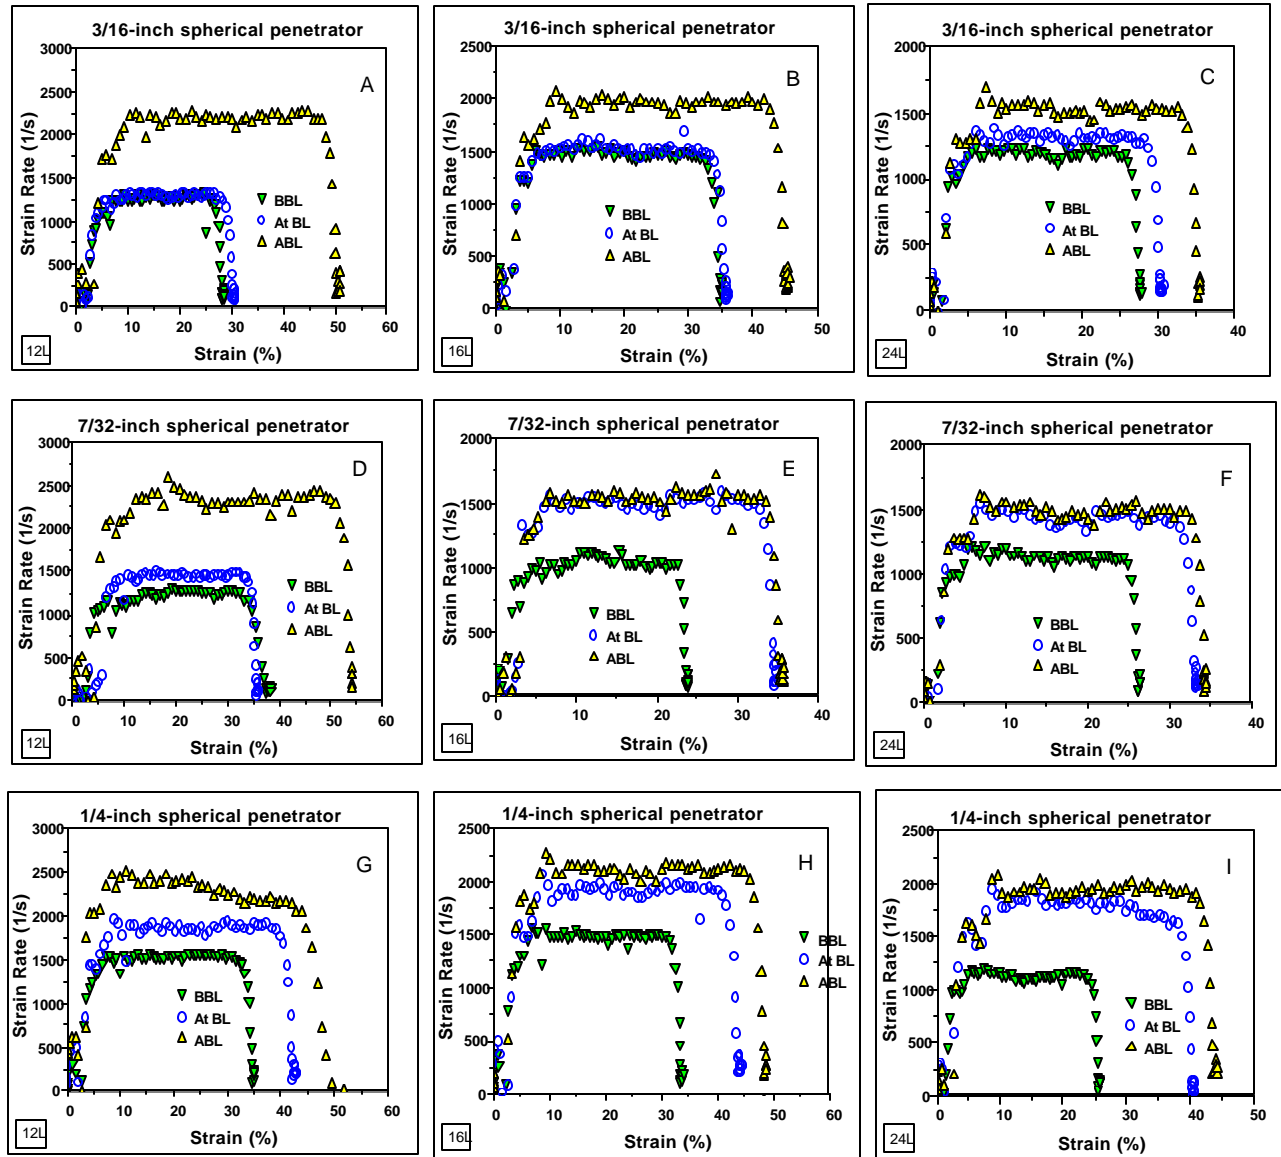 3/16-inch spherical penetrator
A
Strain Rate (1/s)
3000
2500
2000
1500
1000
500
0
BBL
At BL
ABL
0 10 20 30 40 50 60
Strain (%)
12L
3/16-inch spherical penetrator
B
Strain Rate (1/s)
2500
2000
1500
1000
500
0
BBL
At BL
ABL
0 10 20 30 40 50
Strain (%)
16L
3/16-inch spherical penetrator
C
Strain Rate (1/s)
2000
1500
1000
500
0
BBL
At BL
ABL
0 10 20 30 40
Strain (%)
24L
7/32-inch spherical penetrator
D
Strain Rate (1/s)
3000
2500
2000
1500
1000
500
0
BBL
At BL
ABL
0 10 20 30 40 50 60
Strain (%)
12L
7/32-inch spherical penetrator
E
Strain Rate (1/s)
2000
1500
1000
500
0
BBL
At BL
ABL
0 10 20 30 40
Strain (%)
16L
7/32-inch spherical penetrator
F
Strain Rate (1/s)
2000
1500
1000
500
0
BBL
At BL
ABL
0 10 20 30 40
Strain (%)
24L
1/4-inch spherical penetrator
G
Strain Rate (1/s)
3000
2500
2000
1500
1000
500
0
BBL
At BL
ABL
0 10 20 30 40 50 60
Strain (%)
12L
1/4-inch spherical penetrator
H
Strain Rate (1/s)
2500
2000
1500
1000
500
0
BBL
At BL
ABL
0 10 20 30 40 50 60
Strain (%)
16L
1/4-inch spherical penetrator
I
Strain Rate (1/s)
2500
2000
1500
1000
500
0
BBL
At BL
ABL
0 10 20 30 40 50
Strain (%)
24L